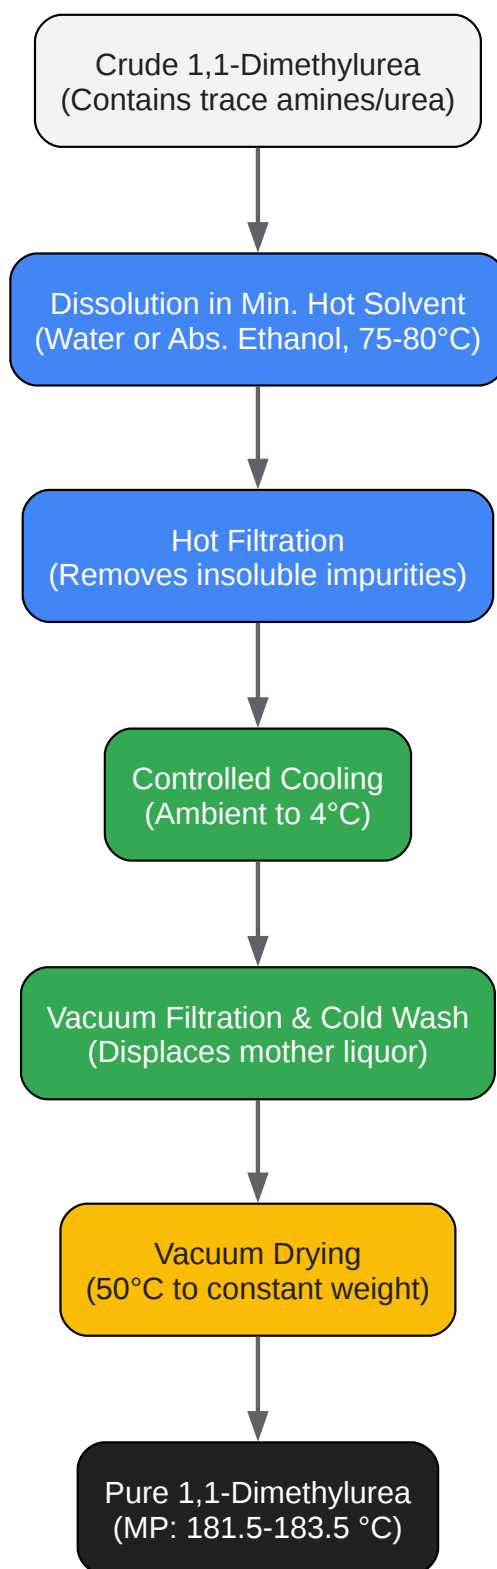 Crude 1,1-Dimethylurea
(Contains trace amines/urea)
Dissolution in Min. Hot Solvent
(Water or Abs. Ethanol, 75-80°C)
Hot Filtration
(Removes insoluble impurities)
Controlled Cooling
(Ambient to 4°C)
Vacuum Filtration & Cold Wash
(Displaces mother liquor)
Vacuum Drying
(50°C to constant weight)
Pure 1,1-Dimethylurea
(MP: 181.5-183.5 °C)